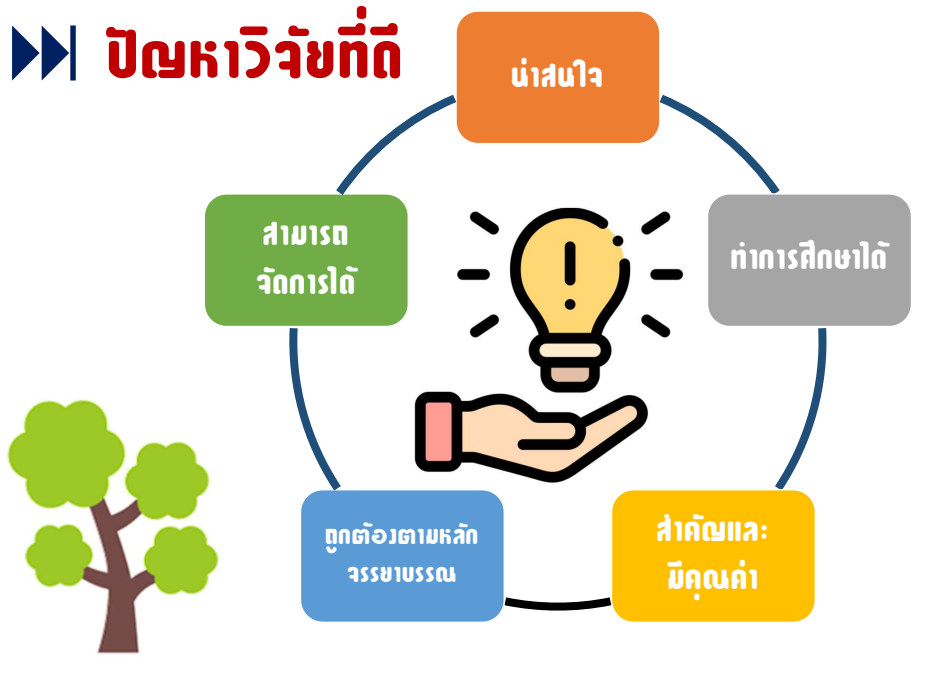 ปัญหาวิจัยที่ดี
น่าสนใจ
ทำการศึกษาได้
สำคัญและ
มีคุณค่า
ถูกต้องตามหลัก
จรรยาบรรณ
สามารถ
จัดการได้